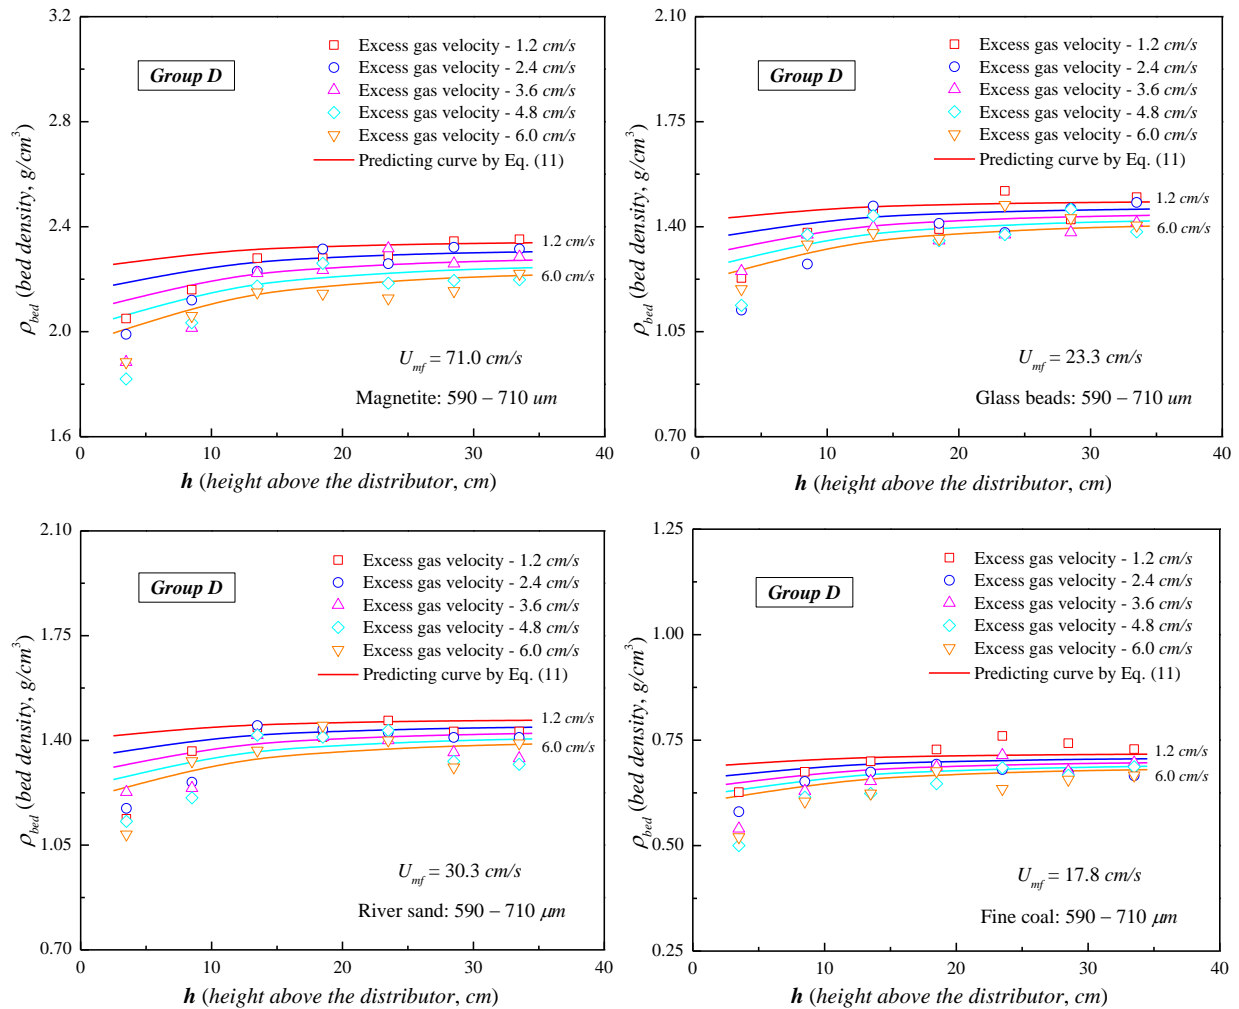 3.2
2.8
2.4
2.0
1.6
ρbed (bed density, g/cm³)
Group D
Excess gas velocity - 1.2 cm/s
Excess gas velocity - 2.4 cm/s
Excess gas velocity - 3.6 cm/s
Excess gas velocity - 4.8 cm/s
Excess gas velocity - 6.0 cm/s
Predicting curve by Eq. (11)
1.2 cm/s
6.0 cm/s
Umf = 71.0 cm/s
Magnetite: 590 – 710 um
0 10 20 30 40
h (height above the distributor, cm)
2.10
1.75
1.40
1.05
0.70
ρbed (bed density, g/cm³)
Group D
Excess gas velocity - 1.2 cm/s
Excess gas velocity - 2.4 cm/s
Excess gas velocity - 3.6 cm/s
Excess gas velocity - 4.8 cm/s
Excess gas velocity - 6.0 cm/s
Predicting curve by Eq. (11)
1.2 cm/s
6.0 cm/s
Umf = 23.3 cm/s
Glass beads: 590 – 710 um
0 10 20 30 40
h (height above the distributor, cm)
2.10
1.75
1.40
1.05
0.70
ρbed (bed density, g/cm³)
Group D
Excess gas velocity - 1.2 cm/s
Excess gas velocity - 2.4 cm/s
Excess gas velocity - 3.6 cm/s
Excess gas velocity - 4.8 cm/s
Excess gas velocity - 6.0 cm/s
Predicting curve by Eq. (11)
1.2 cm/s
6.0 cm/s
Umf = 30.3 cm/s
River sand: 590 – 710 μm
0 10 20 30 40
h (height above the distributor, cm)
1.25
1.00
0.75
0.50
0.25
ρbed (bed density, g/cm³)
Group D
Excess gas velocity - 1.2 cm/s
Excess gas velocity - 2.4 cm/s
Excess gas velocity - 3.6 cm/s
Excess gas velocity - 4.8 cm/s
Excess gas velocity - 6.0 cm/s
Predicting curve by Eq. (11)
1.2 cm/s
6.0 cm/s
Umf = 17.8 cm/s
Fine coal: 590 – 710 μm
0 10 20 30 40
h (height above the distributor, cm)